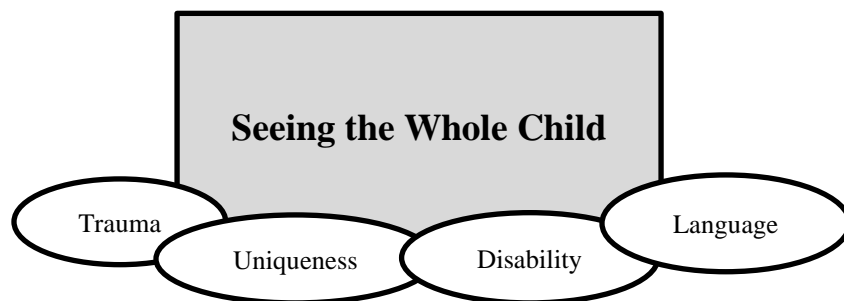 Seeing the Whole Child
Trauma
Uniqueness
Disability
Language